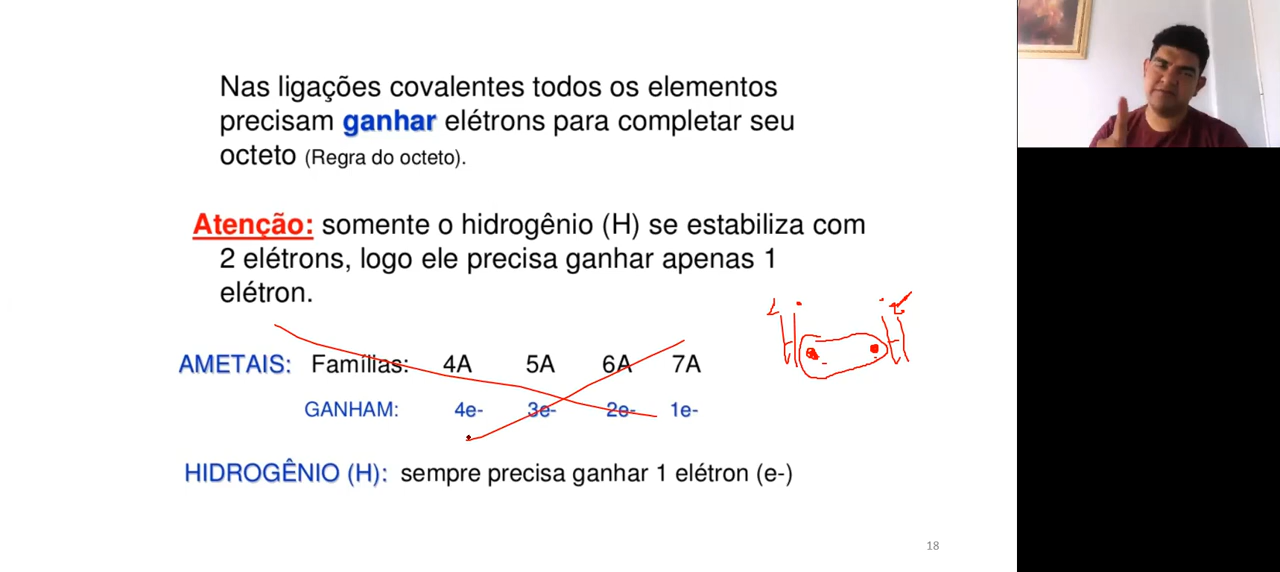 Nas ligações covalentes todos os elementos
precisam ganhar elétrons para completar seu
octeto (Regra do octeto).
Atenção: somente o hidrogênio (H) se estabiliza com
2 elétrons, logo ele precisa ganhar apenas 1
elétron.
H H
AMETAIS: Famílias: 4A 5A 6A 7A
GANHAM: 4e- 3e- 2e- 1e-
HIDROGÊNIO (H): sempre precisa ganhar 1 elétron (e-)
18